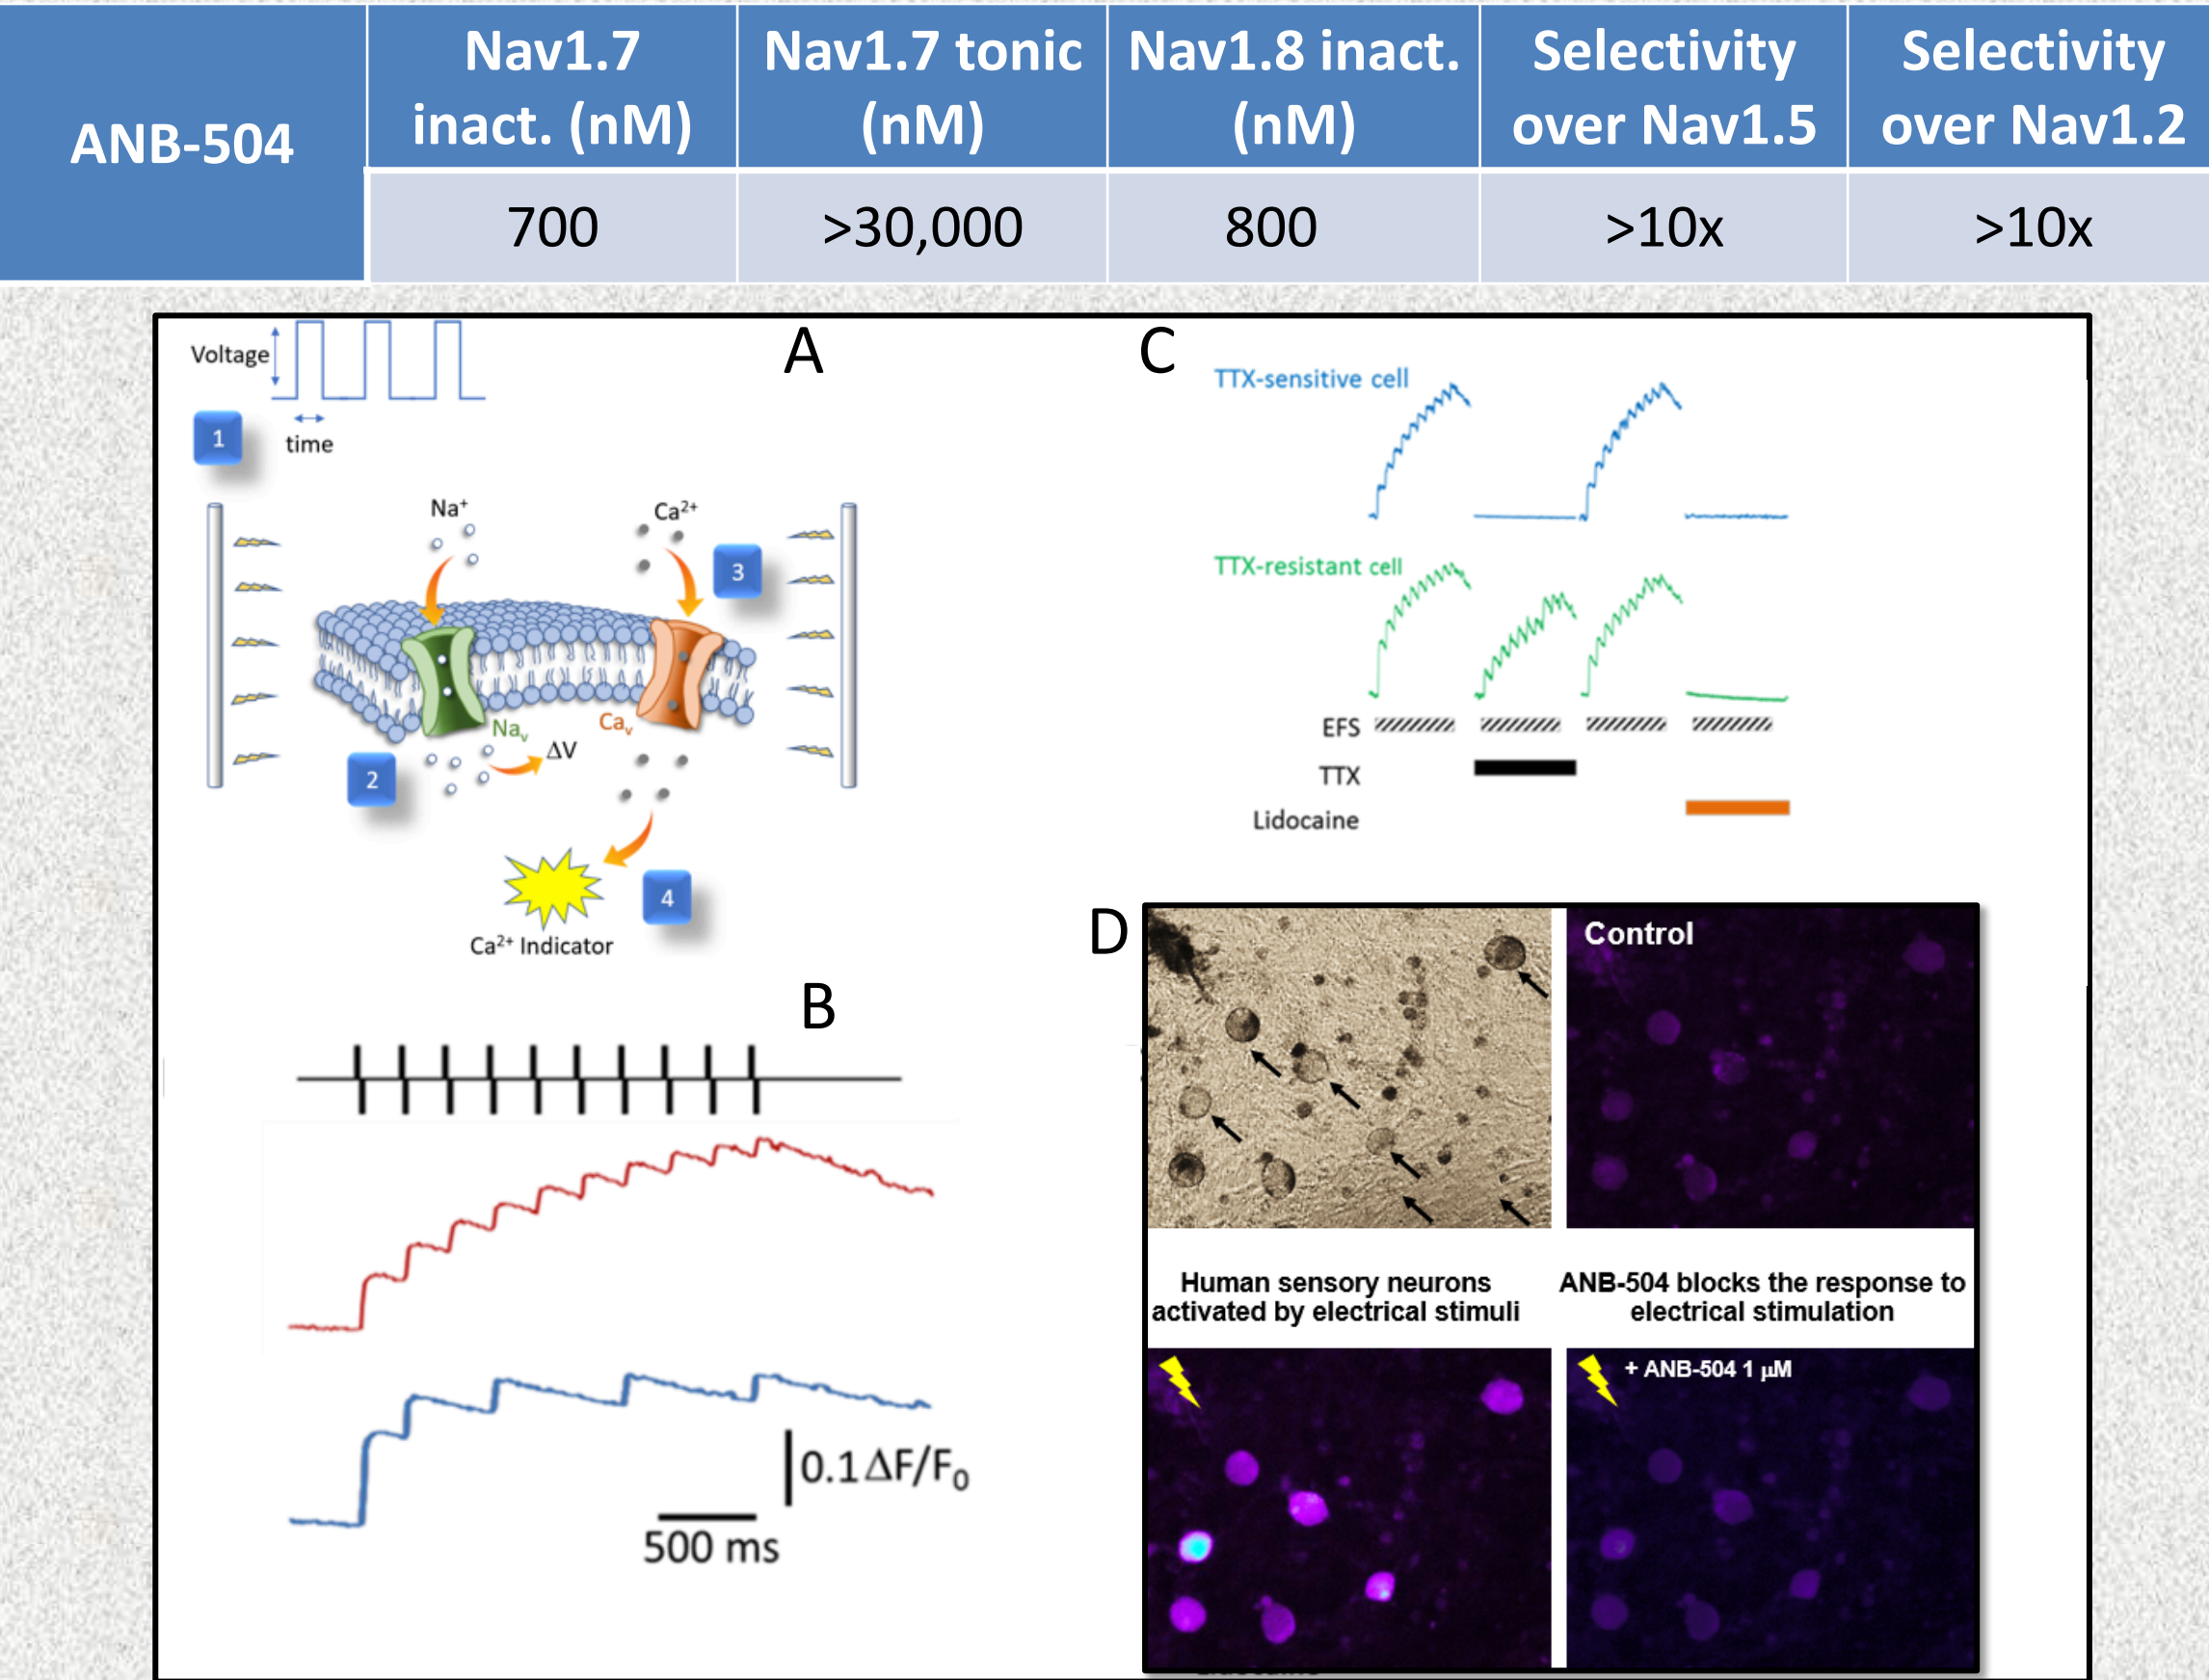 ANB-504
Nav1.7
inact. (nM)
Nav1.7 tonic
(nM)
Nav1.8 inact.
(nM)
Selectivity
over Nav1.5
Selectivity
over Nav1.2
700
>30,000
800
>10x
>10x
A
Voltage
time
1
Na⁺
Ca²⁺
3
Naᵥ
Caᵥ
ΔV
2
4
Ca²⁺ Indicator
B
0.1 ΔF/F₀
500 ms
C
TTX-sensitive cell
TTX-resistant cell
EFS
TTX
Lidocaine
D
Control
Human sensory neurons
activated by electrical stimuli
ANB-504 blocks the response to
electrical stimulation
+ ANB-504 1 µM